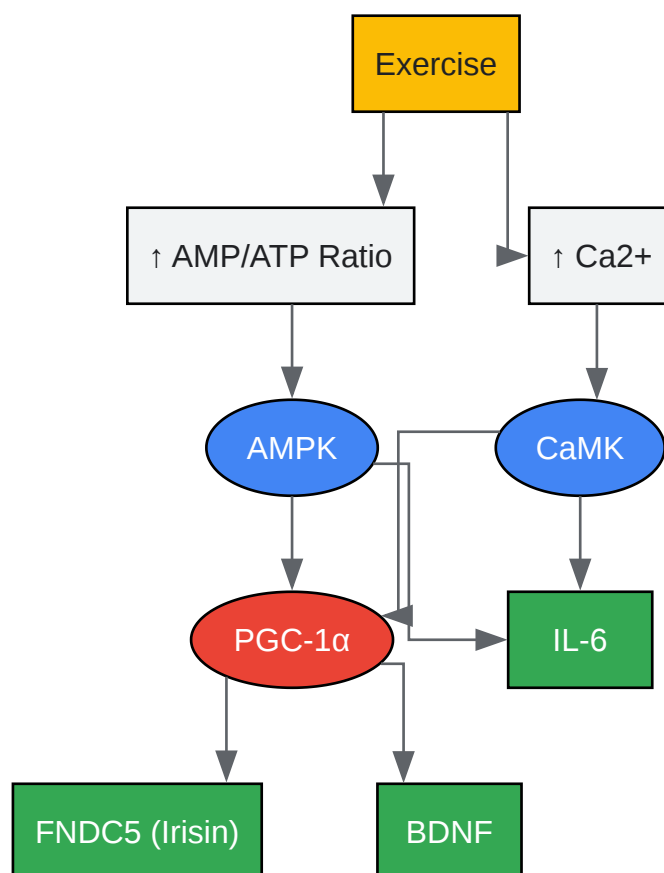 Exercise
↑ AMP/ATP Ratio
↑ Ca2+
AMPK
CaMK
PGC-1α
IL-6
FNDC5 (Irisin)
BDNF